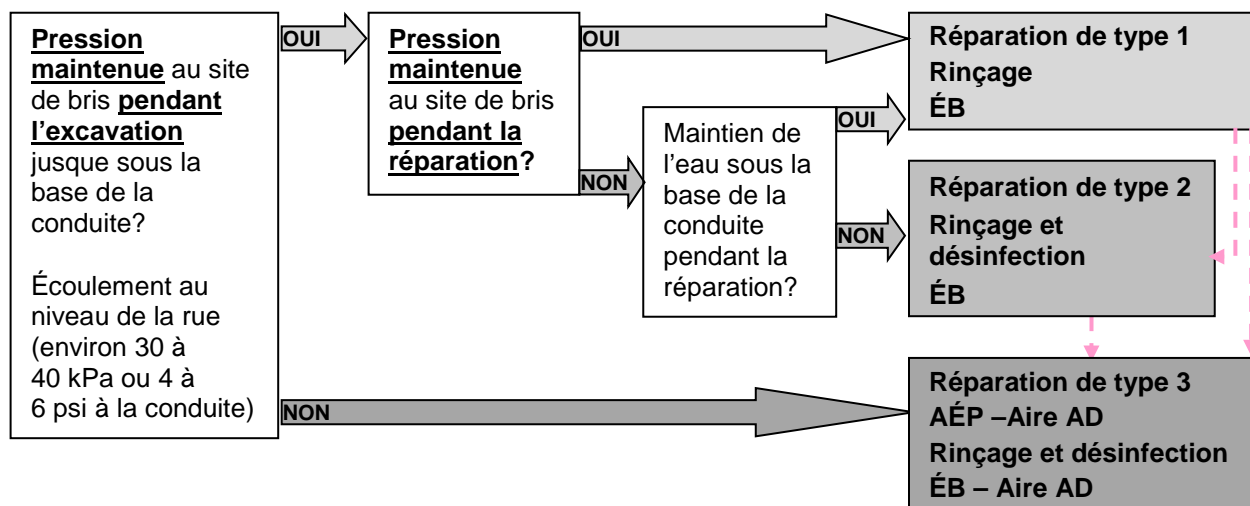 Pression
maintenue au site
de bris pendant
l'excavation
jusque sous la
base de la
conduite?
Écoulement au
niveau de la rue
(environ 30 à
40 kPa ou 4 à
6 psi à la conduite)
OUI
NON
Pression
maintenue
au site de bris
pendant la
réparation?
OUI
NON
Maintien de
l'eau sous la
base de la
conduite
pendant la
réparation?
OUI
NON
Réparation de type 1
Rinçage
ÉB
Réparation de type 2
Rinçage et
désinfection
ÉB
Réparation de type 3
AÉP –Aire AD
Rinçage et désinfection
ÉB – Aire AD